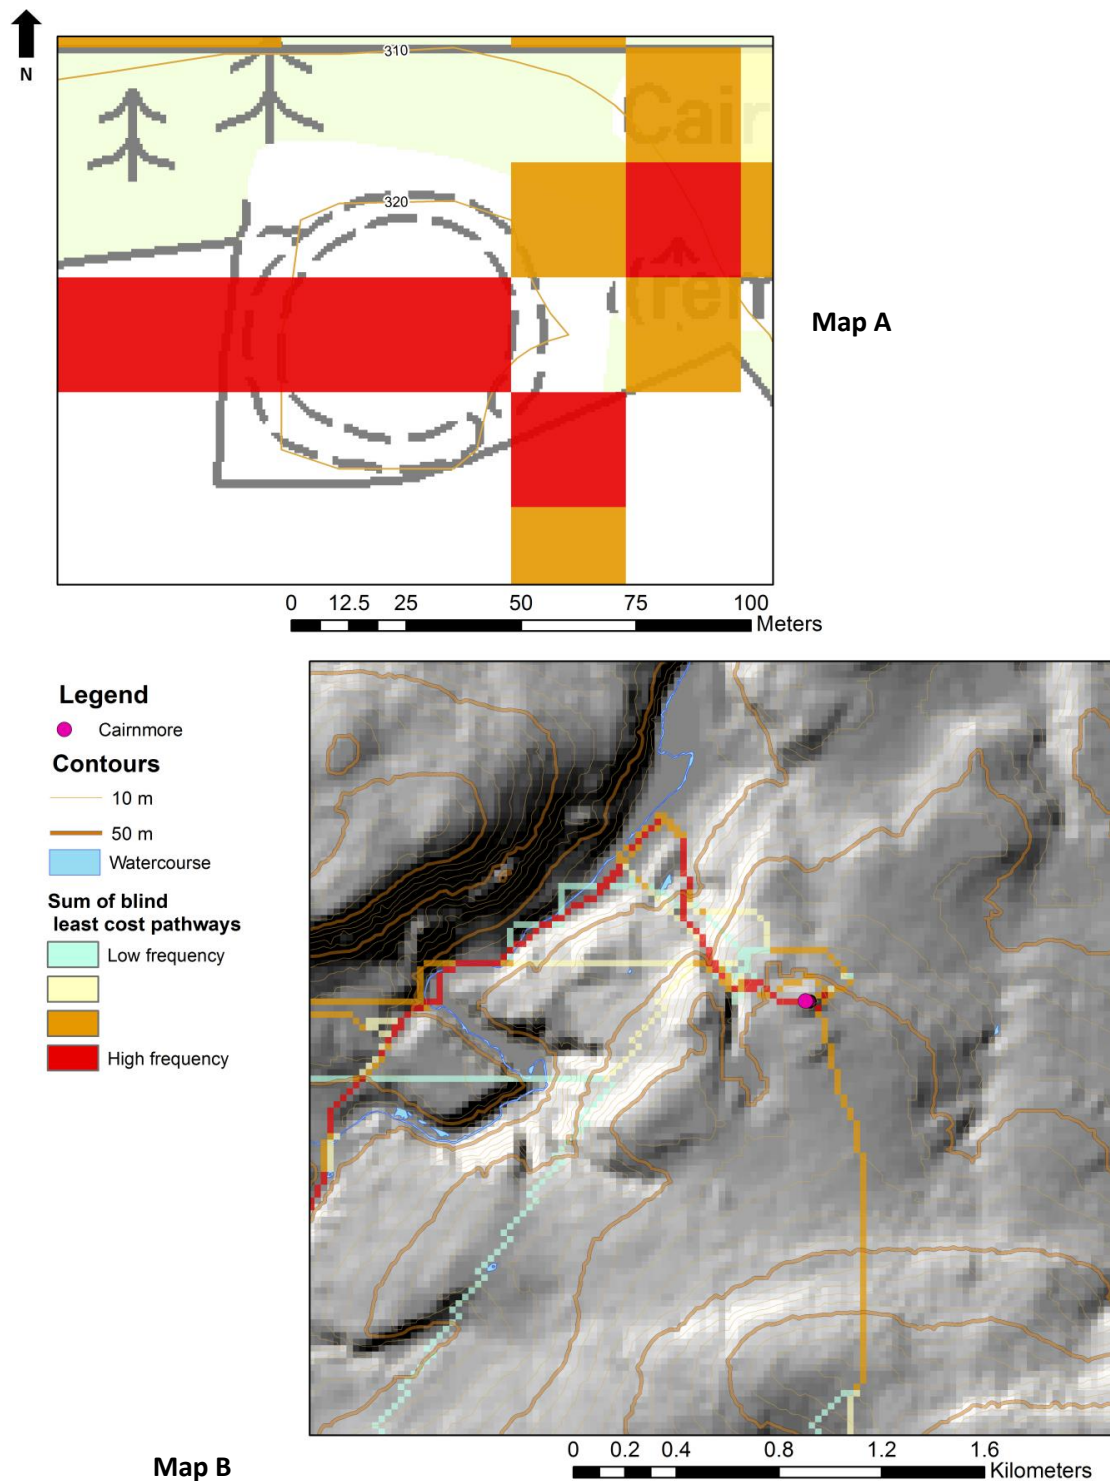 N
310
320
Cair
rer
Map A
0 12.5 25 50 75 100
Meters
Legend
Cairnmore
Contours
10 m
50 m
Watercourse
Sum of blind
least cost pathways
Low frequency
High frequency
Map B
0 0.2 0.4 0.8 1.2 1.6
Kilometers